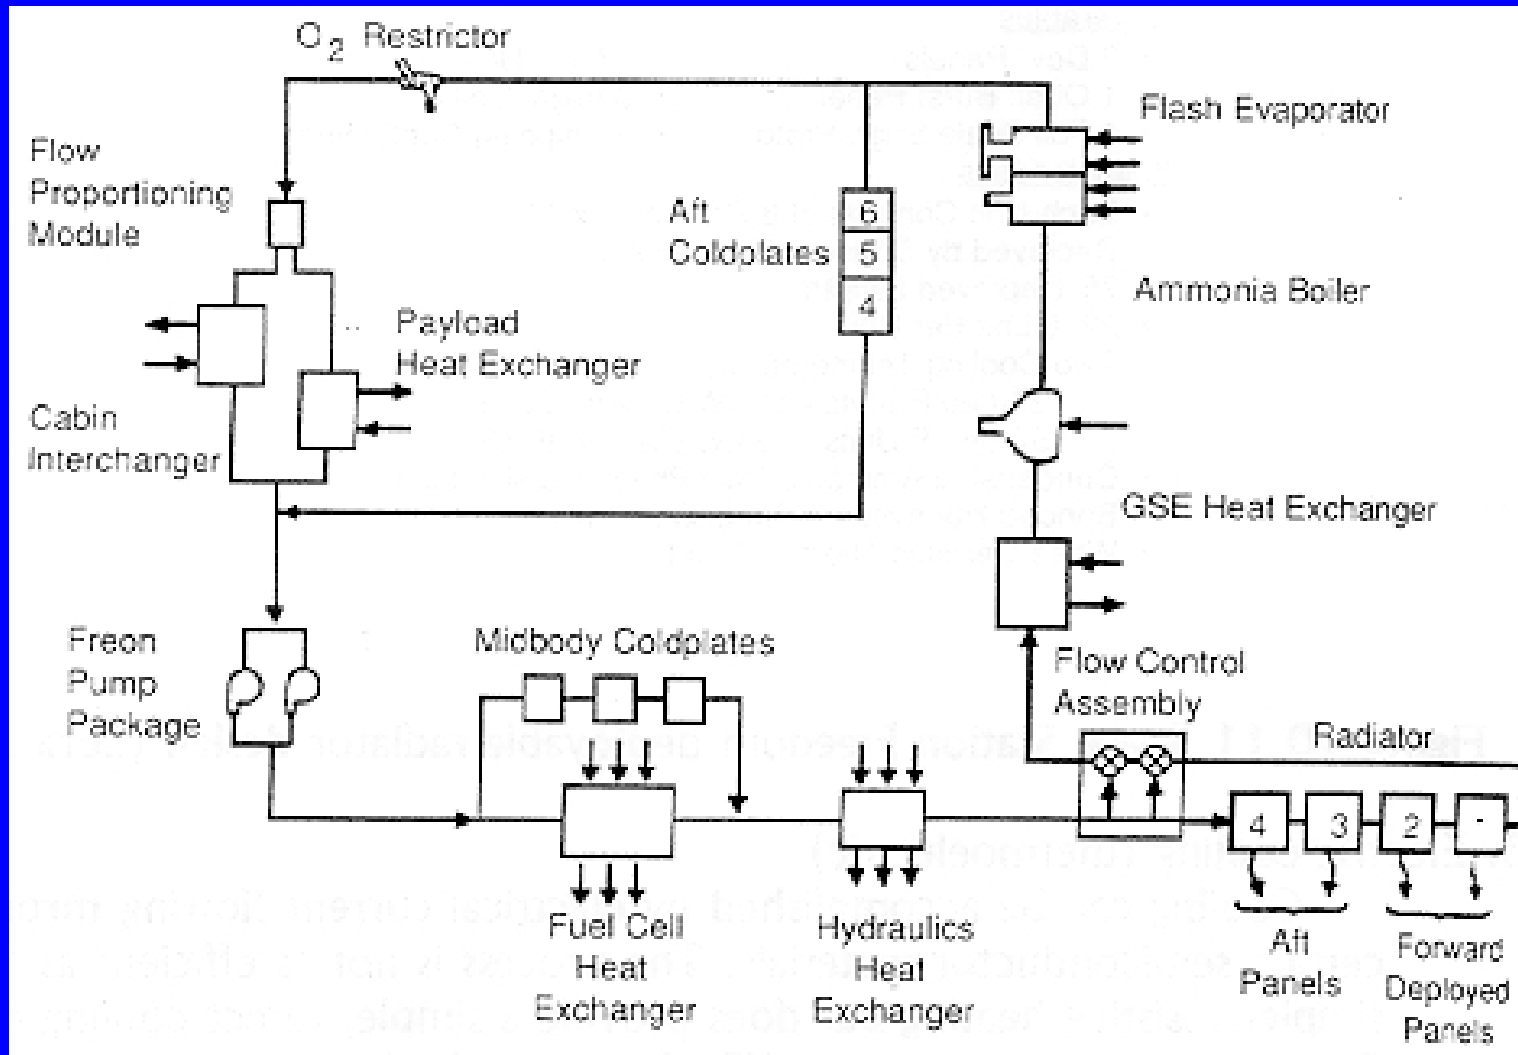 O2 Restrictor
Flash Evaporator
Flow
Proportioning
Module
Aft
Coldplates
6
5
4
Ammonia Boiler
Payload
Heat Exchanger
Cabin
Interchanger
GSE Heat Exchanger
Freon
Pump
Package
Midbody Coldplates
Flow Control
Assembly
Radiator
4
3
2
Fuel Cell
Heat
Exchanger
Hydraulics
Heat
Exchanger
Aft
Panels
Forward
Deployed
Panels